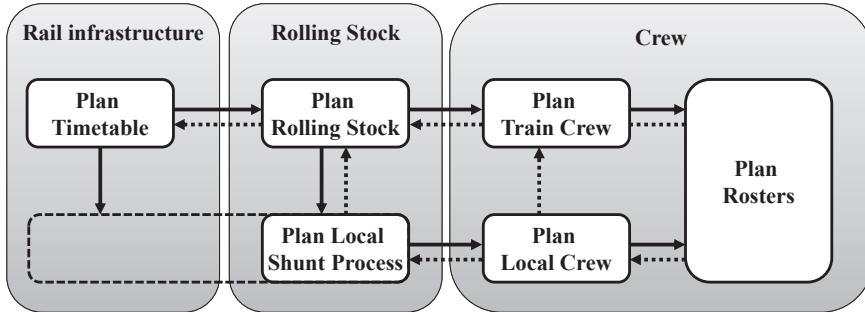 Rail infrastructure
Rolling Stock
Crew
Plan
Timetable
Plan
Rolling Stock
Plan
Train Crew
Plan
Rosters
Plan Local
Shunt Process
Plan
Local Crew